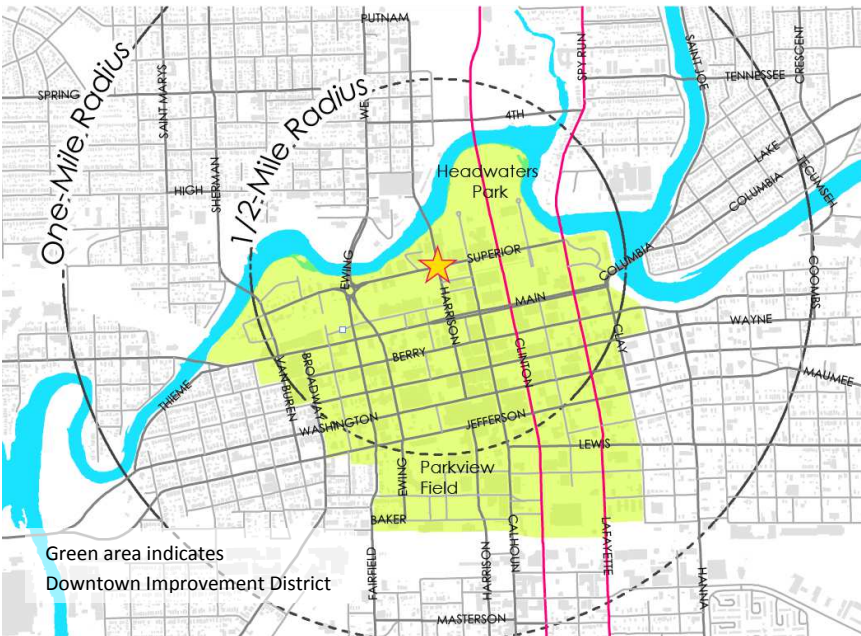 PUTNAM
SPY RUN
SAINT JOE
CRESCENT
TENNESSEE
One-Mile Radius
1/2-Mile Radius
SPRING
SAINT MARYS
WE
4TH
LAKE
COLUMBIA
TECUMSEH
HIGH
SHERMAN
Headwaters
Park
EWING
SUPERIOR
COLUMBIA
COOMBS
HARRISON
MAIN
WAYNE
BERRY
CLINTON
CLAY
MAUMEE
THIEME
VAN BUREN
BROADWAY
WASHINGTON
JEFFERSON
LEWIS
Parkview
Field
EWING
BAKER
FAIRFIELD
HARRISON
CALHOUN
LAFAYETTE
HANNA
MASTERSON
Green area indicates
Downtown Improvement District